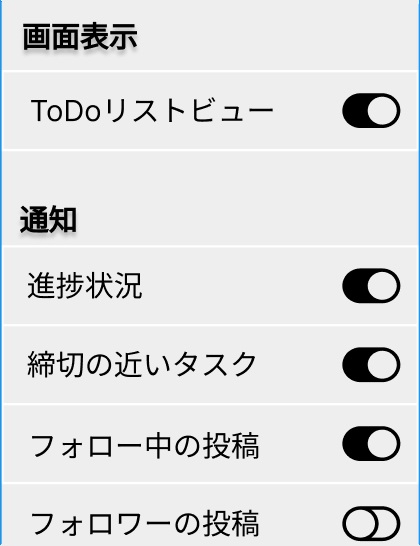 画面表示
ToDoリストビュー
通知
進捗状況
締切の近いタスク
フォロー中の投稿
フォロワーの投稿